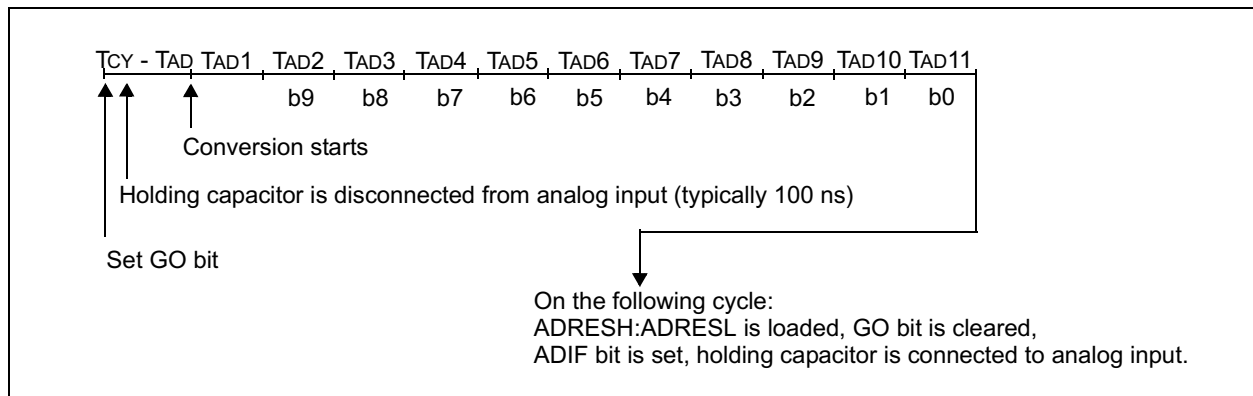 TCY - TAD TAD1 TAD2 TAD3 TAD4 TAD5 TAD6 TAD7 TAD8 TAD9 TAD10 TAD11
b9 b8 b7 b6 b5 b4 b3 b2 b1 b0
Conversion starts
Holding capacitor is disconnected from analog input (typically 100 ns)
Set GO bit
On the following cycle:
ADRESH:ADRESL is loaded, GO bit is cleared,
ADIF bit is set, holding capacitor is connected to analog input.